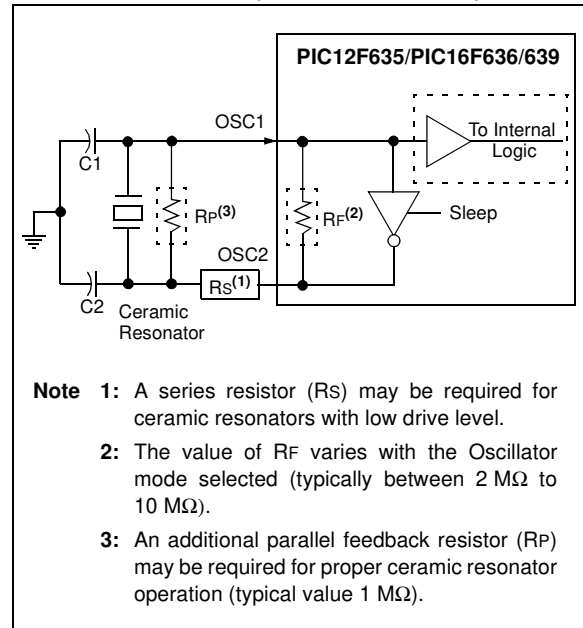 PIC12F635/PIC16F636/639
OSC1
To Internal
Logic
C1
RP(3)
RF(2)
Sleep
OSC2
RS(1)
C2
Ceramic
Resonator
Note 1: A series resistor (RS) may be required for
ceramic resonators with low drive level.
2: The value of RF varies with the Oscillator
mode selected (typically between 2 MΩ to
10 MΩ).
3: An additional parallel feedback resistor (RP)
may be required for proper ceramic resonator
operation (typical value 1 MΩ).